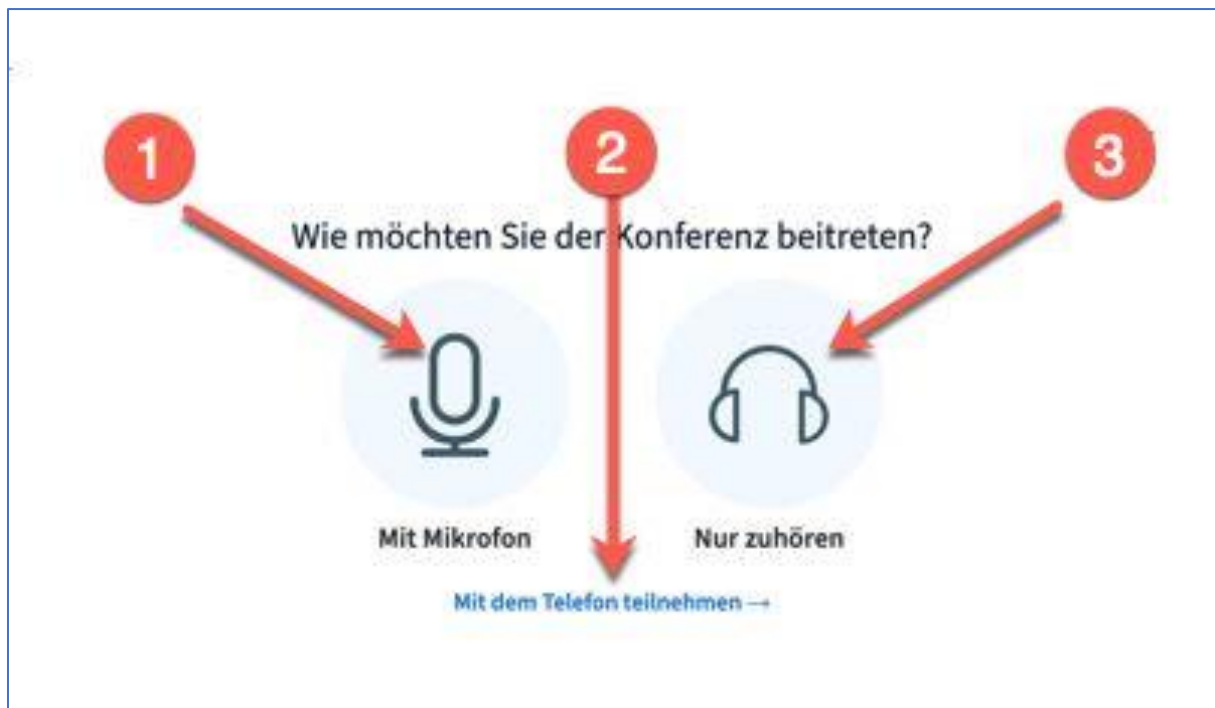 1 2 3
Wie möchten Sie der Konferenz beitreten?
Mit Mikrofon Nur zuhören
Mit dem Telefon teilnehmen →